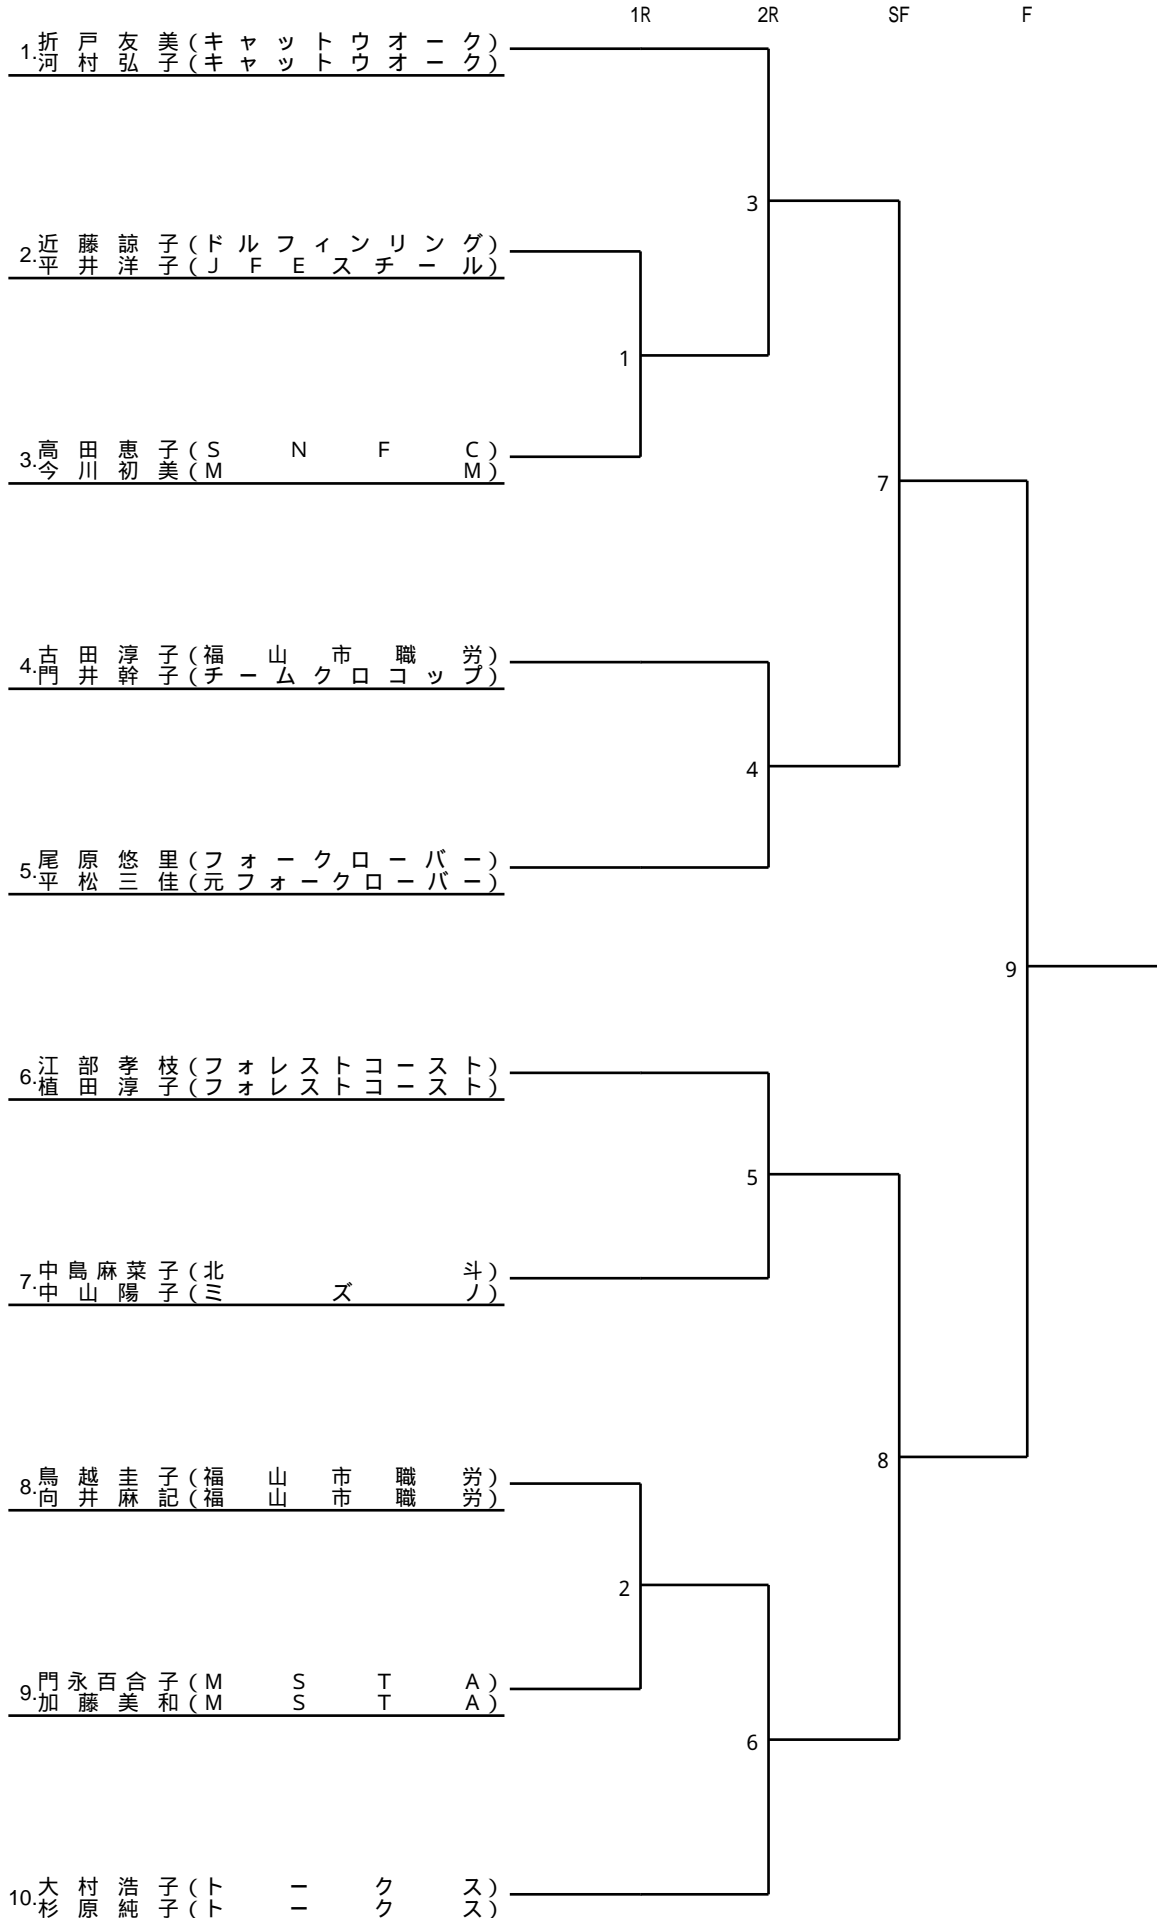 1R 2R SF F
1.折戸友美(キャットウオーク)
河村弘子(キャットウオーク)
3
2.近藤諒子(ドルフィンリング)
平井洋子(JFEスチール)
1
3.高田恵子(SNFC)
今川初美(MM)
7
4.古田淳子(福山市職労)
門井幹子(チームクロコップ)
4
5.尾原悠里(フォークローバー)
平松三佳(元フォークローバー)
9
6.江部孝枝(フォレストコースト)
植田淳子(フォレストコースト)
5
7.中島麻菜子(北斗)
中山陽子(ミズノ)
8
8.鳥越圭子(福山市職労)
向井麻記(福山市職労)
2
9.門永百合子(MSTA)
加藤美和(MSTA)
6
10.大村浩子(トークス)
杉原純子(トークス)